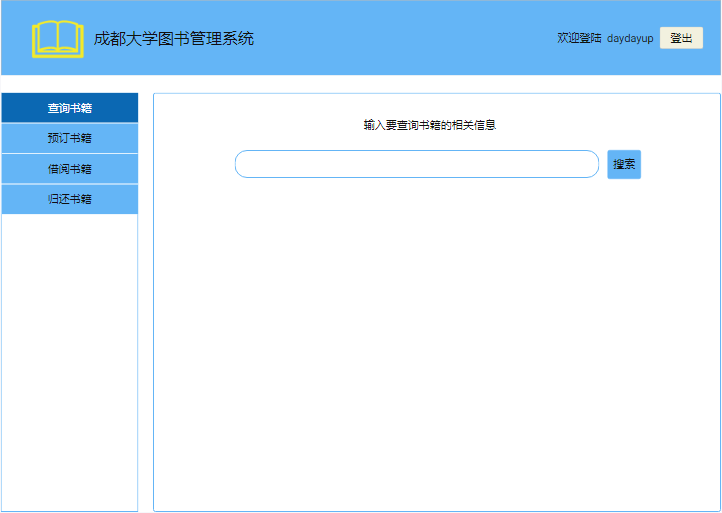 成都大学图书管理系统
欢迎登陆 daydayup 登出
查询书籍
预订书籍
借阅书籍
归还书籍
输入要查询书籍的相关信息
搜索